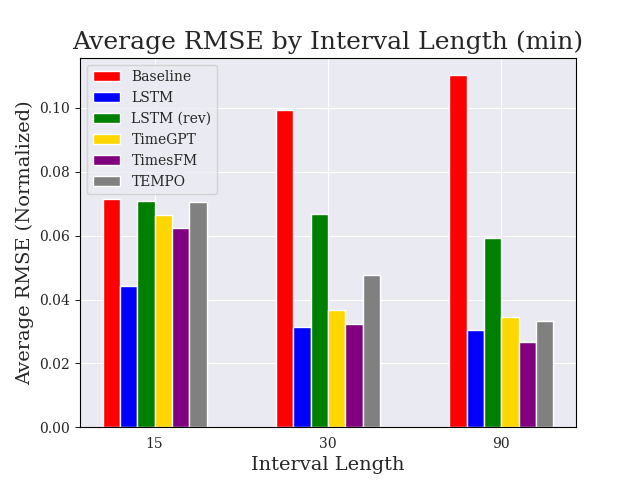 Average RMSE by Interval Length (min)
Baseline
LSTM
LSTM (rev)
TimeGPT
TimesFM
TEMPO
Average RMSE (Normalized)
0.10
0.08
0.06
0.04
0.02
0.00
15 30 90
Interval Length